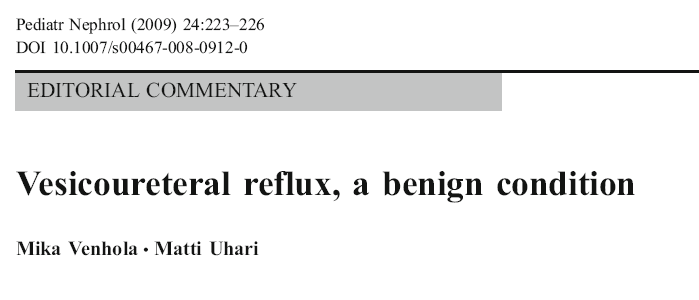 Pediatr Nephrol (2009) 24:223–226
DOI 10.1007/s00467-008-0912-0
EDITORIAL COMMENTARY
Vesicoureteral reflux, a benign condition
Mika Venhola · Matti Uhari